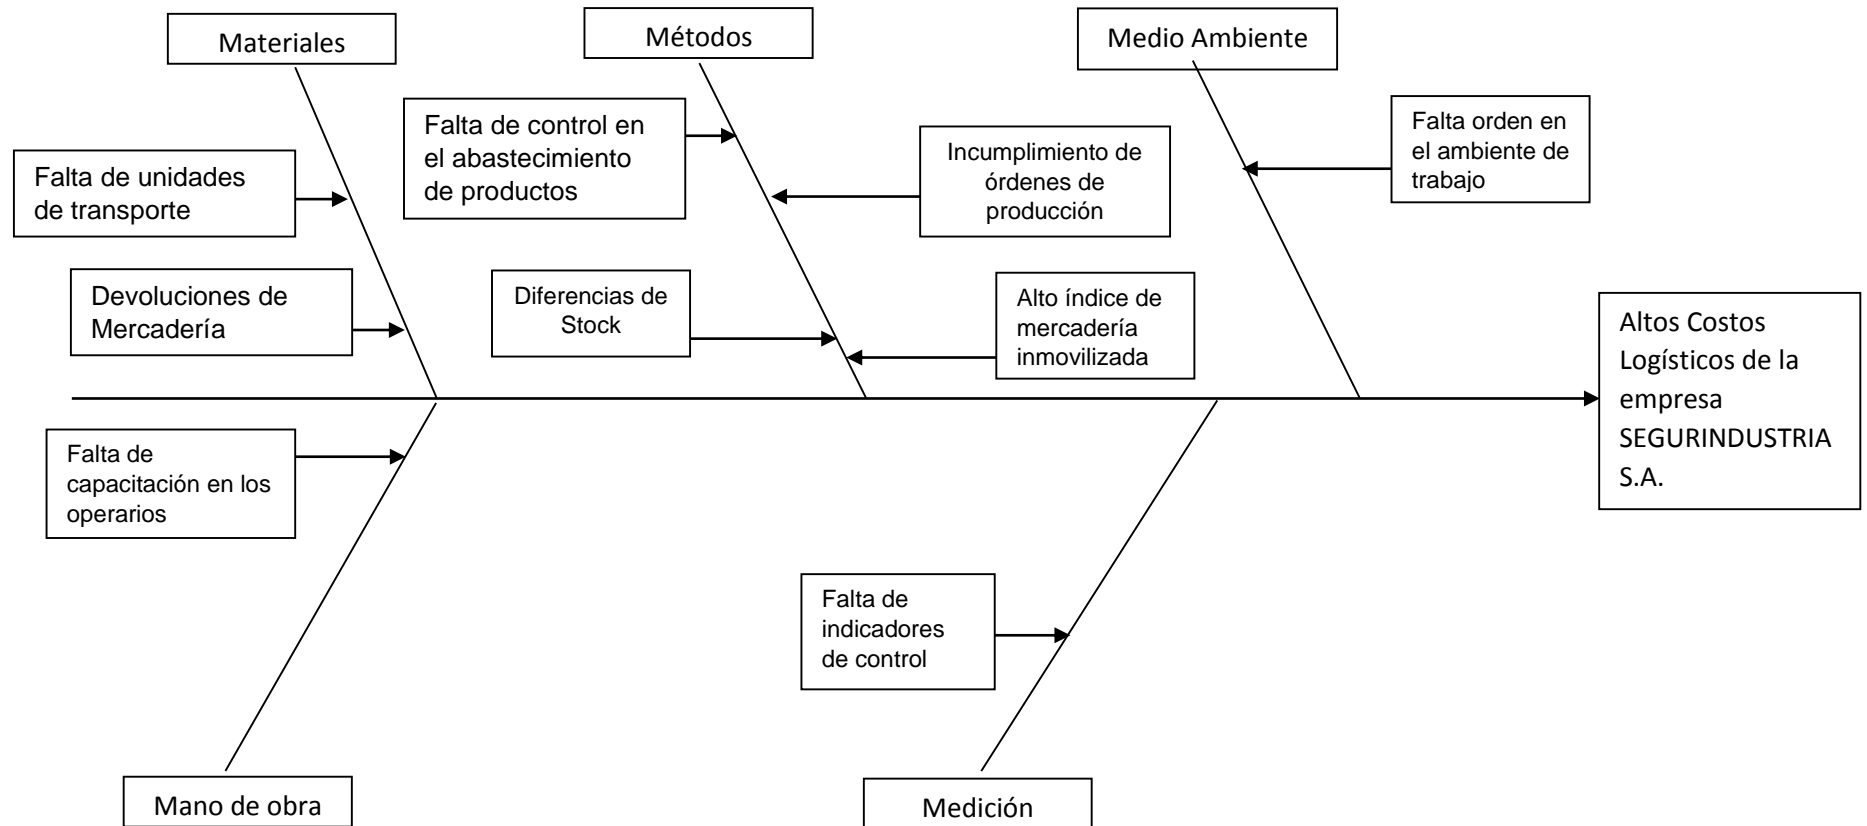 Materiales
Métodos
Medio Ambiente
Falta de unidades
de transporte
Devoluciones de
Mercadería
Falta de control en
el abastecimiento
de productos
Incumplimiento de
órdenes de
producción
Diferencias de
Stock
Alto índice de
mercadería
inmovilizada
Falta orden en
el ambiente de
trabajo
Altos Costos
Logísticos de la
empresa
SEGURINDUSTRIA
S.A.
Falta de
capacitación en los
operarios
Falta de
indicadores
de control
Mano de obra
Medición